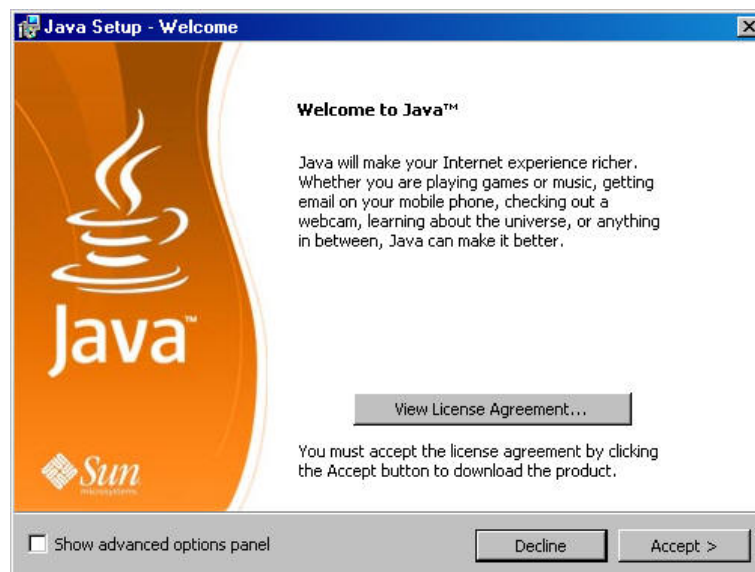 Java Setup - Welcome
Welcome to Java™
Java will make your Internet experience richer.
Whether you are playing games or music, getting
email on your mobile phone, checking out a
webcam, learning about the universe, or anything
in between, Java can make it better.
Java™
View License Agreement...
You must accept the license agreement by clicking
the Accept button to download the product.
Sun
microsystems
Show advanced options panel
Decline
Accept >